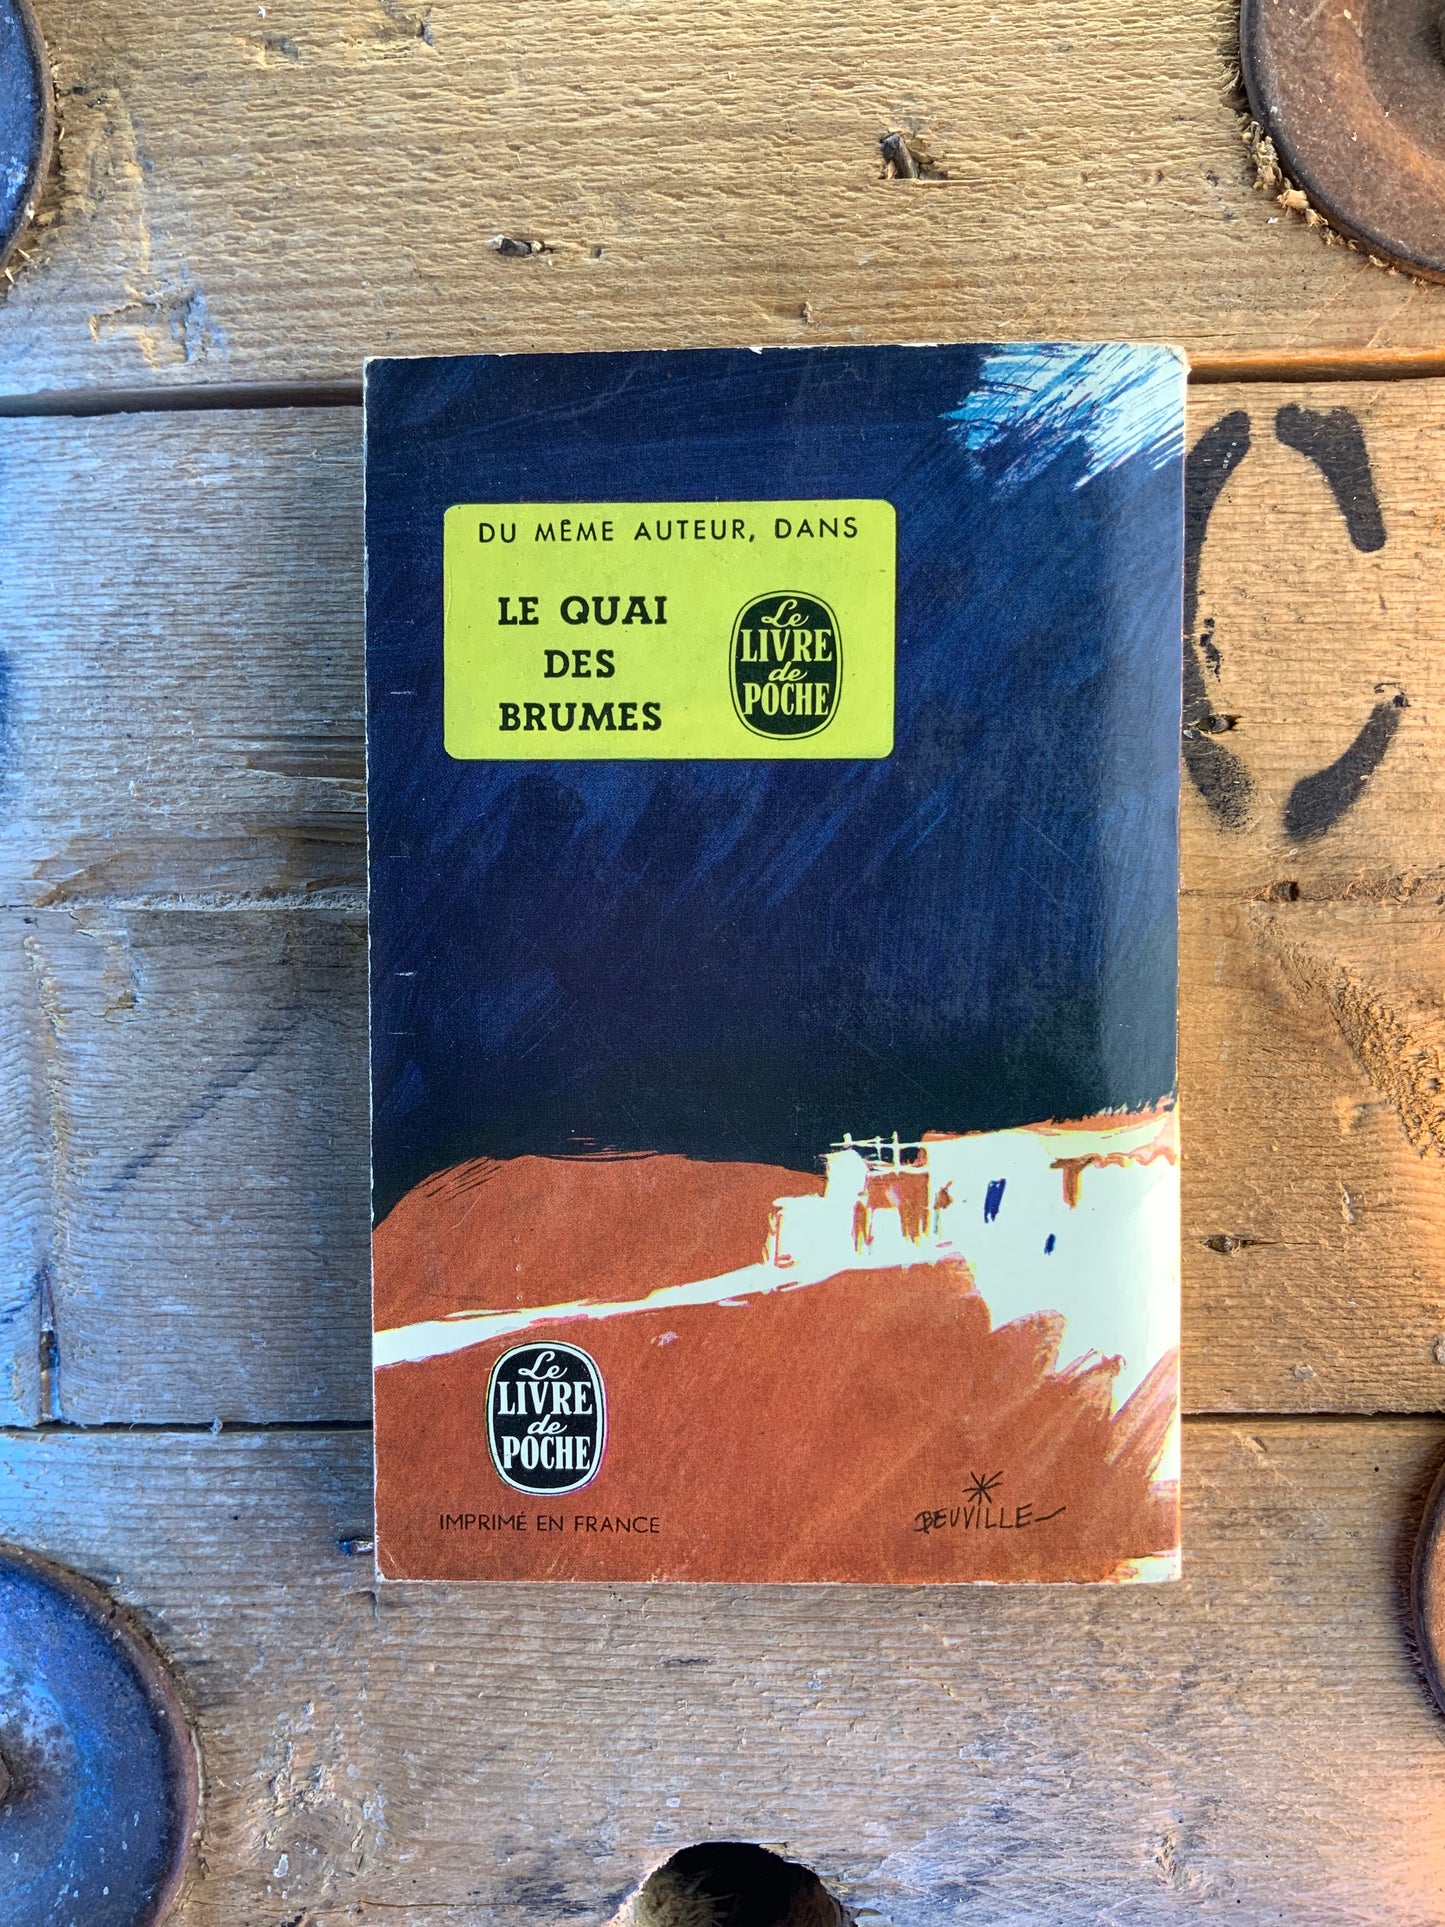 DU MÊME AUTEUR, DANS
LE QUAI
DES
BRUMES
Le
LIVRE
de
POCHE
Le
LIVRE
de
POCHE
IMPRIMÉ EN FRANCE
BEUVILLE